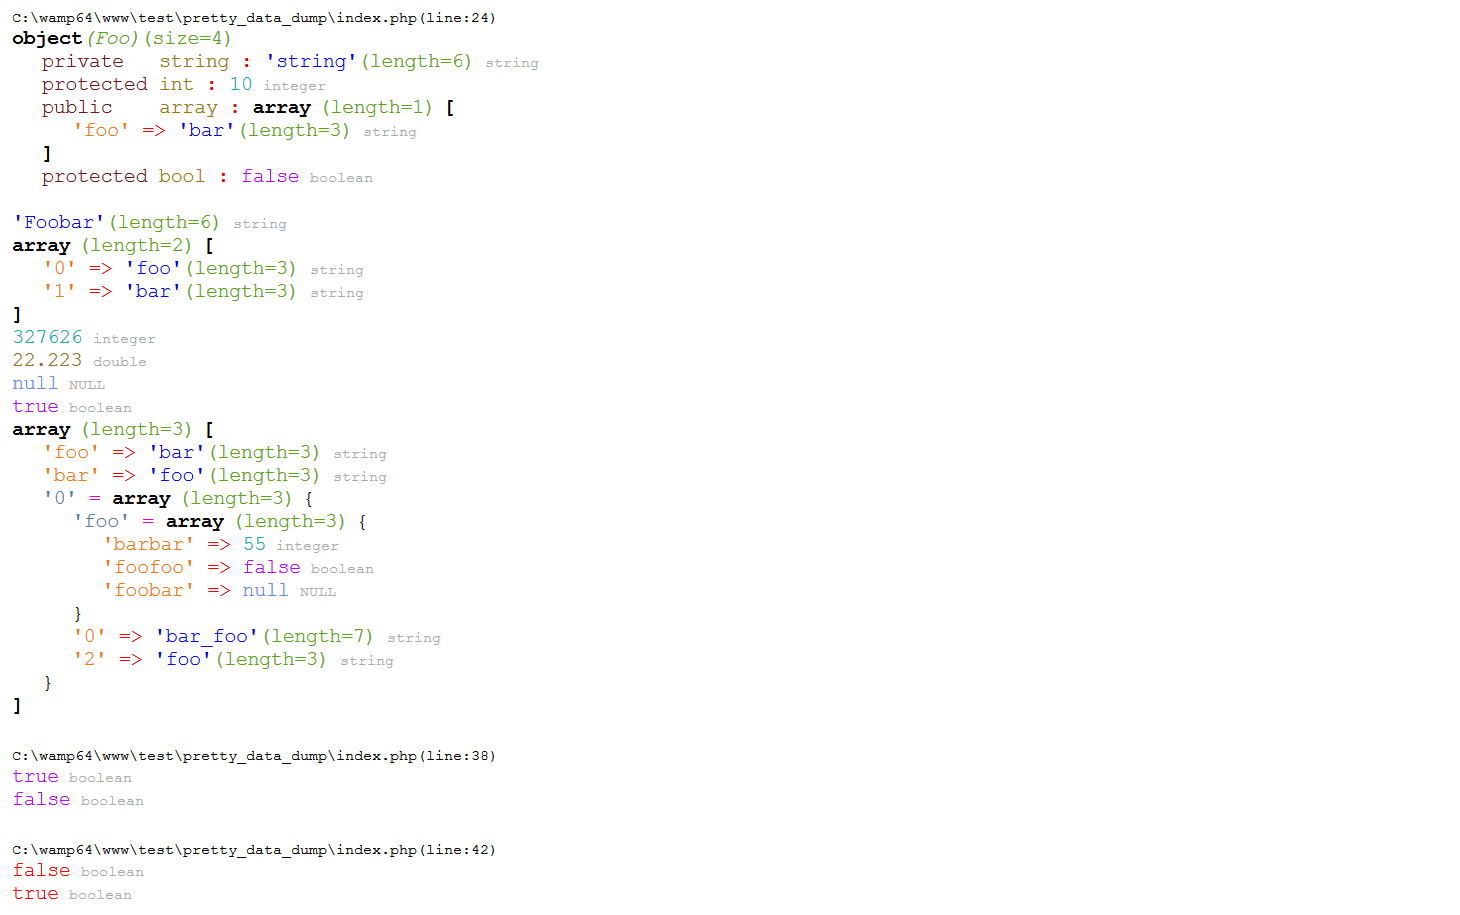 C:\wamp64\www\test\pretty_data_dump\index.php(line:24)
object(Foo)(size=4)
private string : 'string'(length=6) string
protected int : 10 integer
public array : array (length=1) [
'foo' => 'bar'(length=3) string
]
protected bool : false boolean
'Foobar'(length=6) string
array (length=2) [
'0' => 'foo'(length=3) string
'1' => 'bar'(length=3) string
]
327626 integer
22.223 double
null NULL
true boolean
array (length=3) [
'foo' => 'bar'(length=3) string
'bar' => 'foo'(length=3) string
'0' = array (length=3) {
'foo' = array (length=3) {
'barbar' => 55 integer
'foofoo' => false boolean
'foobar' => null NULL
}
'0' => 'bar_foo'(length=7) string
'2' => 'foo'(length=3) string
}
]
C:\wamp64\www\test\pretty_data_dump\index.php(line:38)
true boolean
false boolean
C:\wamp64\www\test\pretty_data_dump\index.php(line:42)
false boolean
true boolean